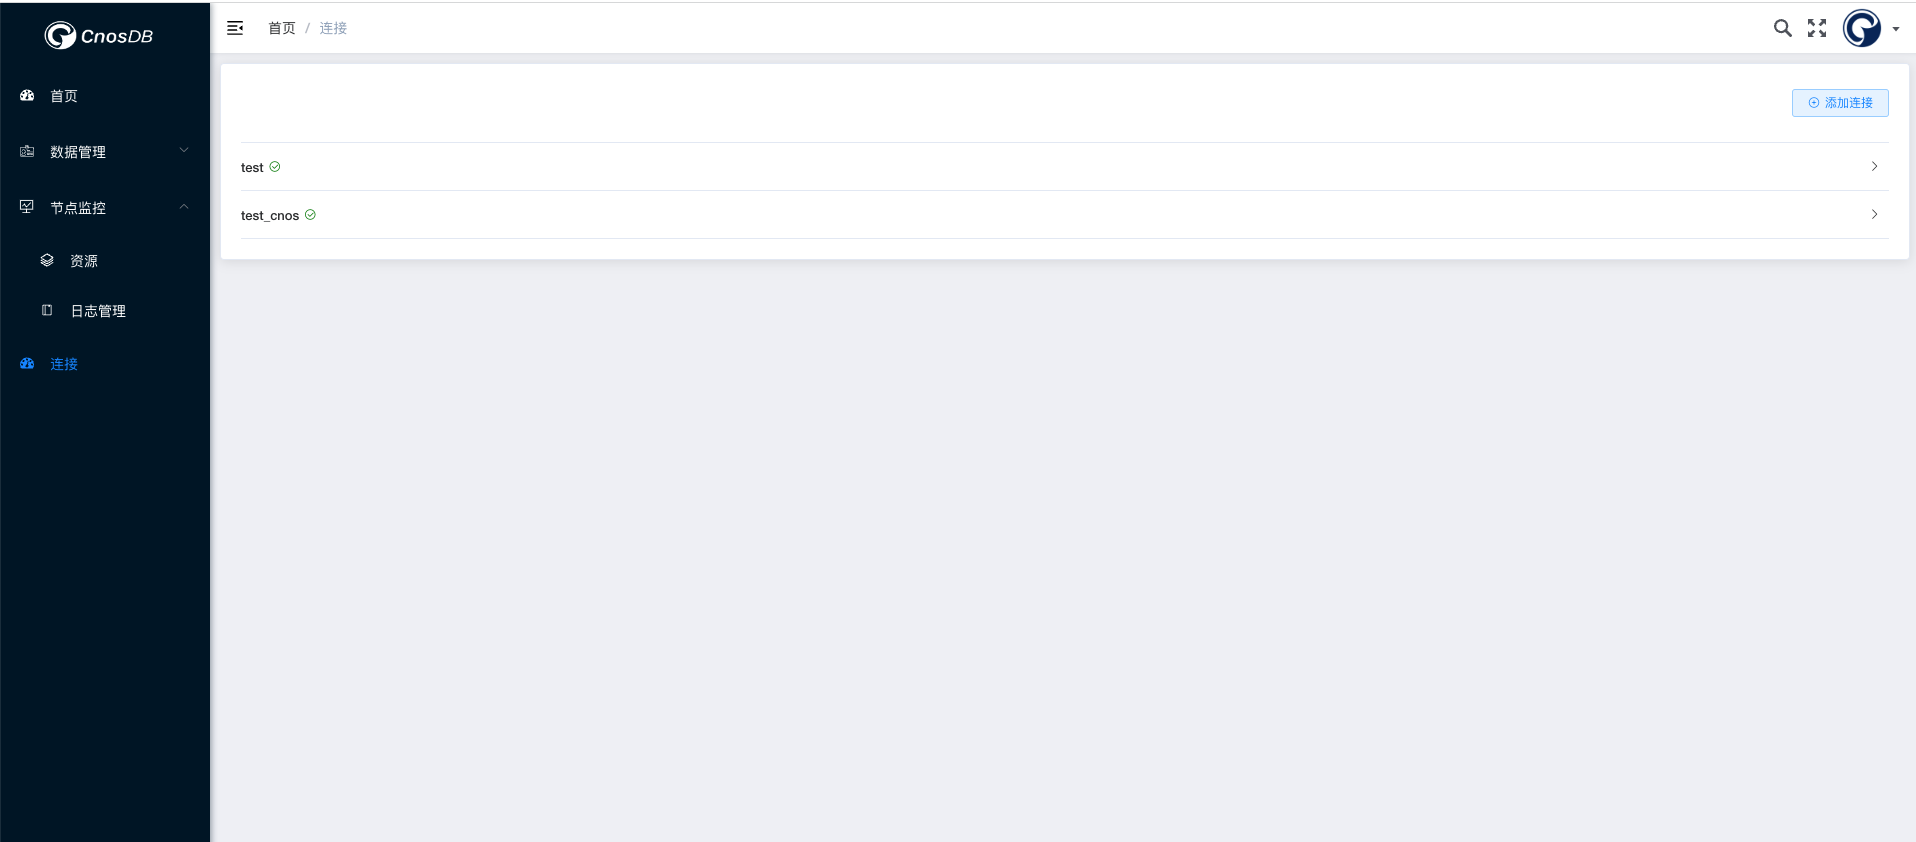 CnosDB
首页 / 连接
首页
数据管理
节点监控
资源
日志管理
连接
添加连接
test
test_cnos